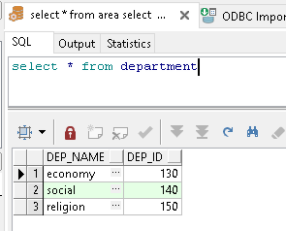 select * from area select ... ODBC Impor
SQL Output Statistics
select * from department
DEP_NAME DEP_ID
1 economy ... 130
2 social ... 140
3 religion ... 150